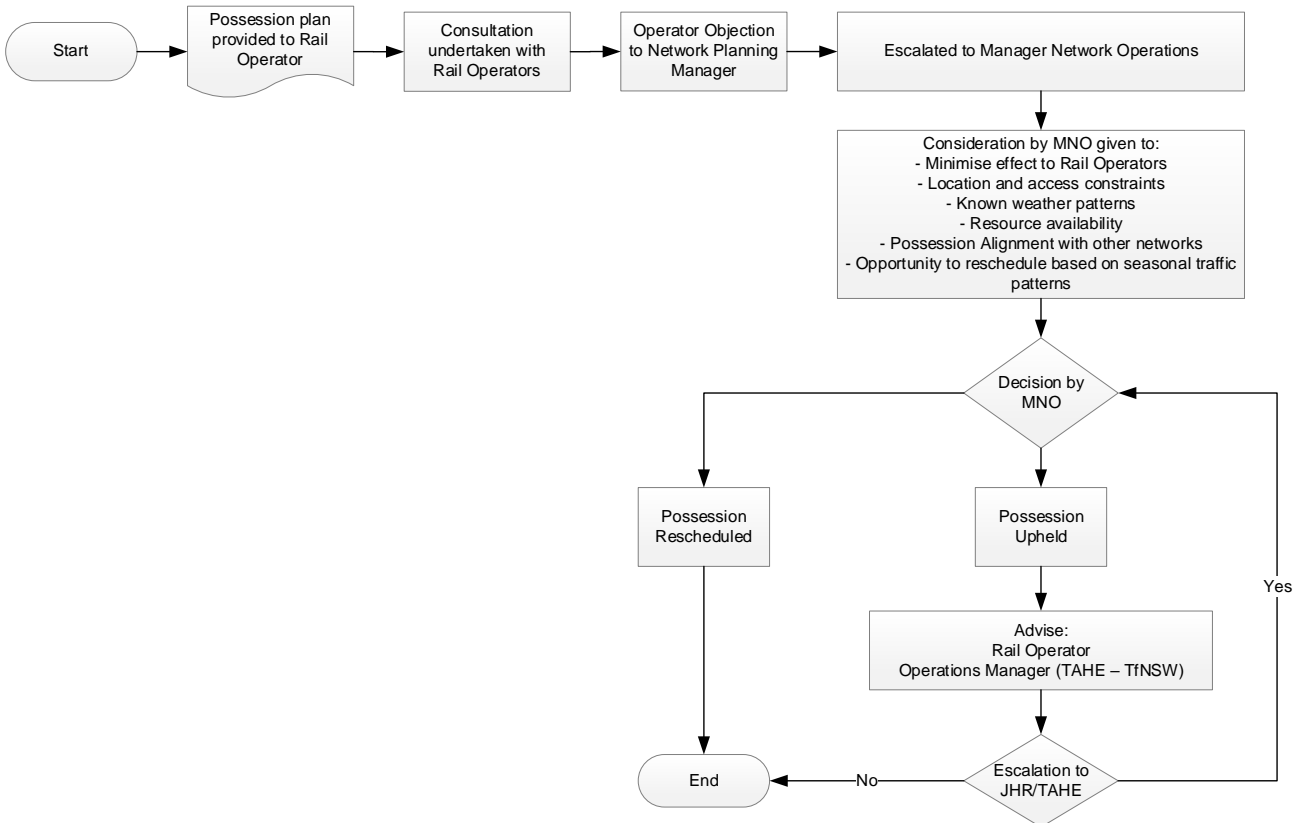 Start
Possession plan
provided to Rail
Operator
Consultation
undertaken with
Rail Operators
Operator Objection
to Network Planning
Manager
Escalated to Manager Network Operations
Consideration by MNO given to:
- Minimise effect to Rail Operators
- Location and access constraints
- Known weather patterns
- Resource availability
- Possession Alignment with other networks
- Opportunity to reschedule based on seasonal traffic
patterns
Decision by
MNO
Possession
Rescheduled
Possession
Upheld
Yes
Advise:
Rail Operator
Operations Manager (TAHE – TfNSW)
End
No
Escalation to
JHR/TAHE